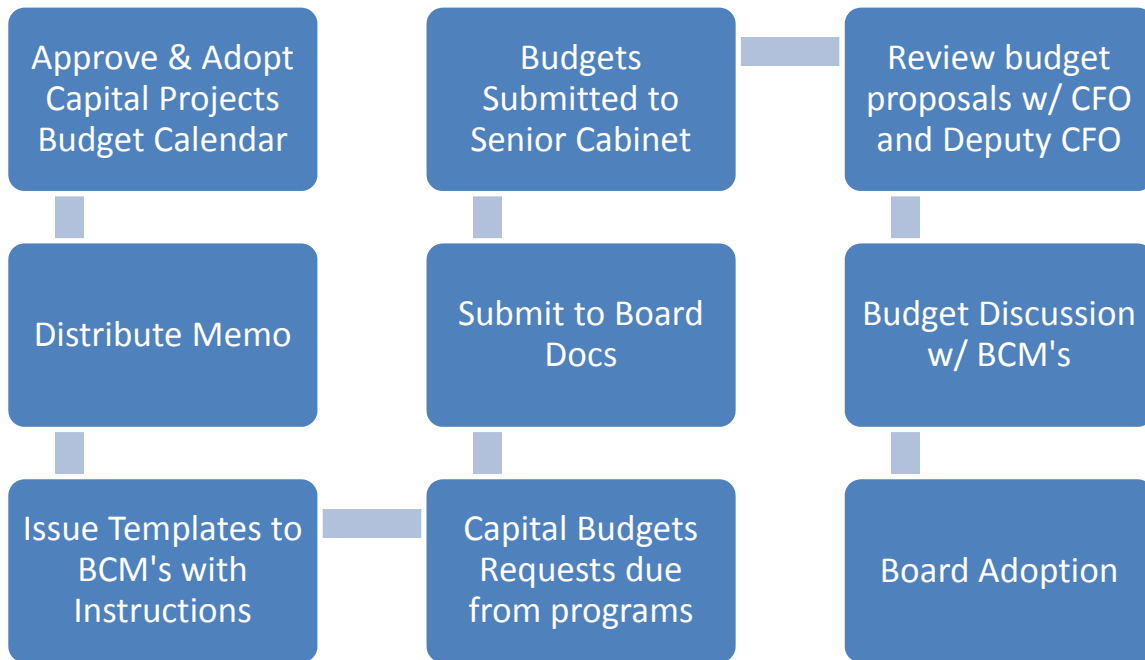 Approve & Adopt
Capital Projects
Budget Calendar
Distribute Memo
Issue Templates to
BCM's with
Instructions
Capital Budgets
Requests due
from programs
Submit to Board
Docs
Budgets
Submitted to
Senior Cabinet
Review budget
proposals w/ CFO
and Deputy CFO
Budget Discussion
w/ BCM's
Board Adoption